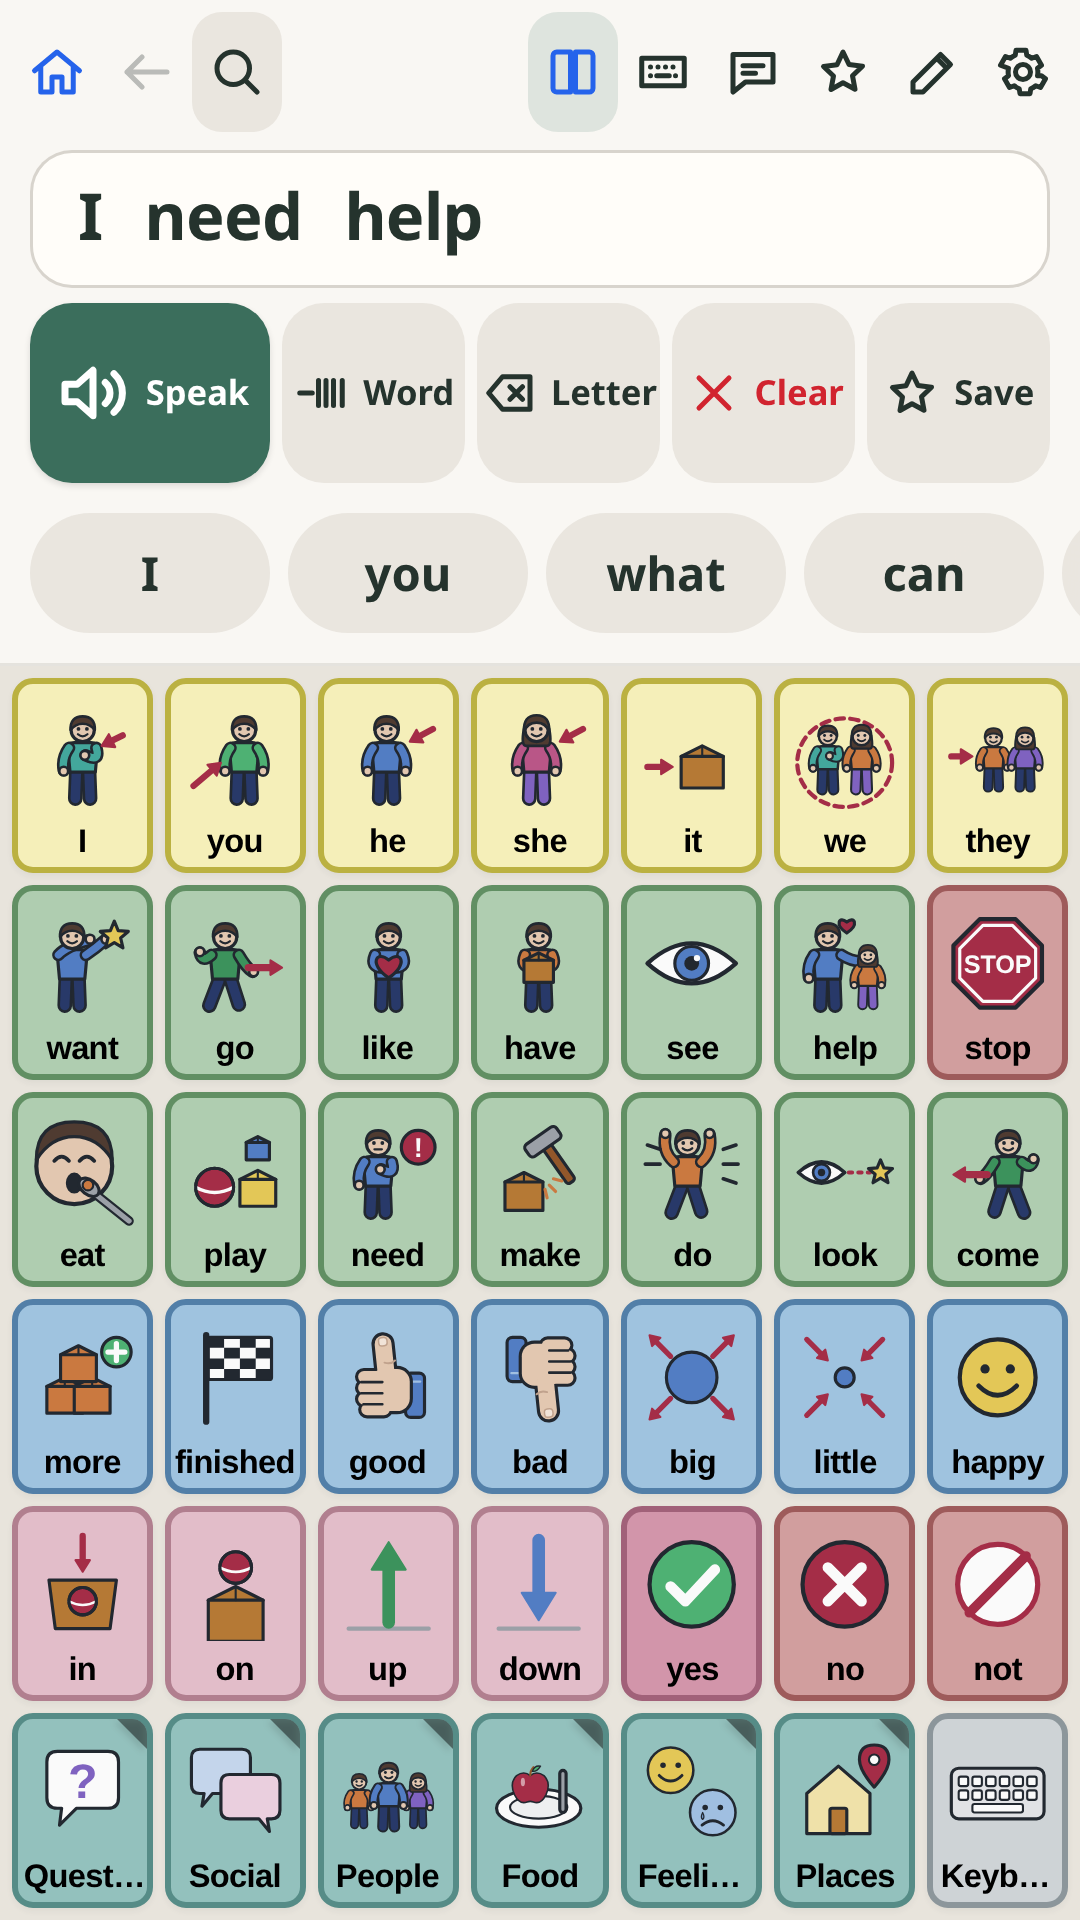 I need help
Speak Word Letter Clear Save
I you what can
I you he she it we they
STOP
want go like have see help stop
!
eat play need make do look come
more finished good bad big little happy
in on up down yes no not
?
Quest... Social People Food Feeli... Places Keyb...